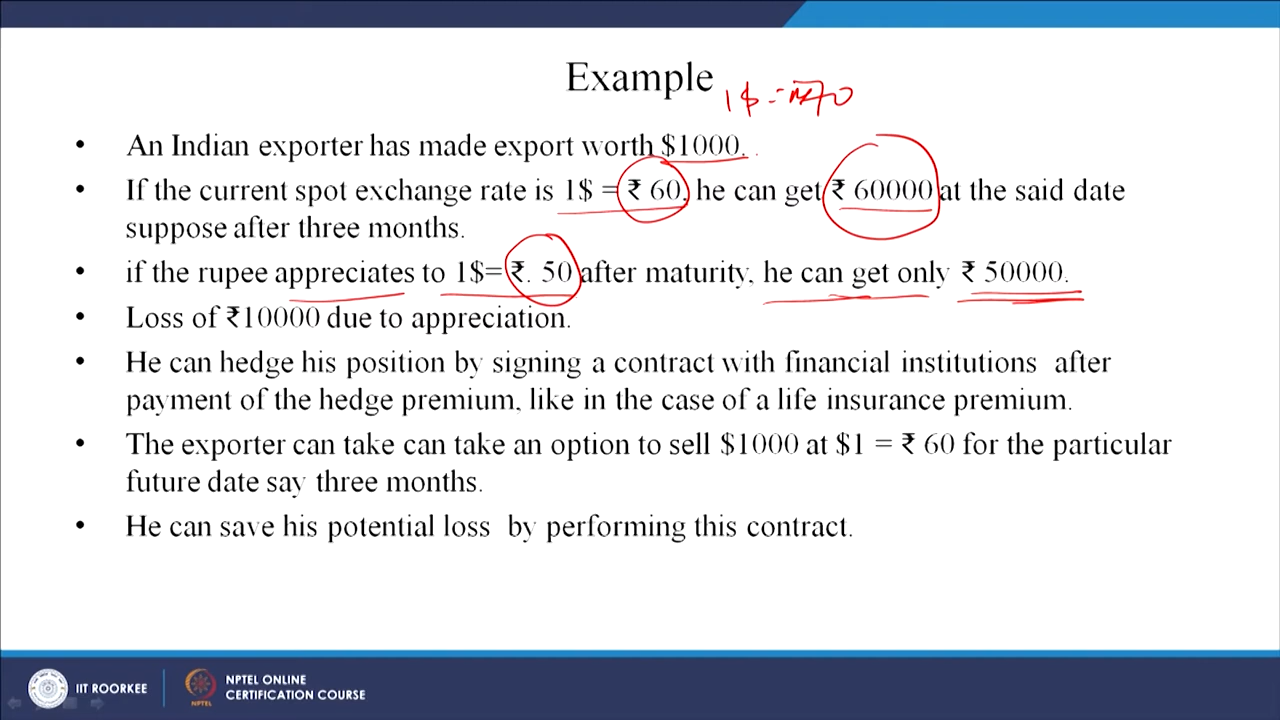 Example
1$ = ₹70
• An Indian exporter has made export worth $1000.
• If the current spot exchange rate is 1$ = ₹ 60, he can get ₹ 60000 at the said date
suppose after three months.
• if the rupee appreciates to 1$= ₹. 50 after maturity, he can get only ₹ 50000.
• Loss of ₹10000 due to appreciation.
• He can hedge his position by signing a contract with financial institutions after
payment of the hedge premium, like in the case of a life insurance premium.
• The exporter can take can take an option to sell $1000 at $1 = ₹ 60 for the particular
future date say three months.
• He can save his potential loss by performing this contract.
IIT ROORKEE
NPTEL
NPTEL ONLINE
CERTIFICATION COURSE